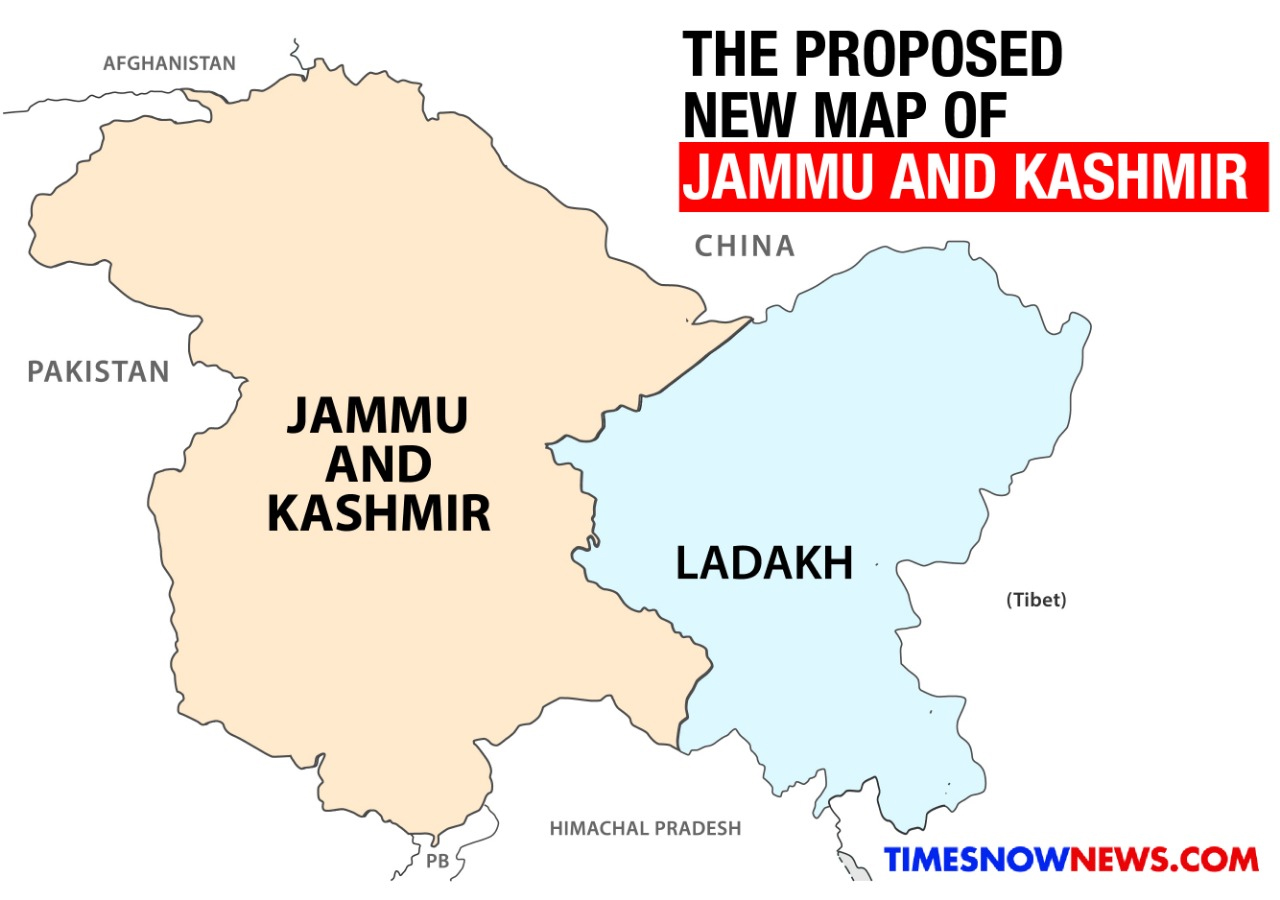 THE PROPOSED
NEW MAP OF
JAMMU AND KASHMIR
AFGHANISTAN
CHINA
PAKISTAN
JAMMU
AND
KASHMIR
LADAKH
(Tibet)
HIMACHAL PRADESH
PB
TIMESNOWNEWS.COM